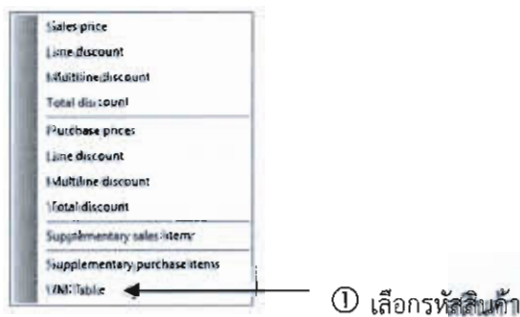 Sales price
Line discount
Multiline discount
Total discount
Purchase prices
Line discount
Multiline discount
Total discount
Supplementary sales items
Supplementary purchase items
VMI Table
① เลือกรหัสสินค้า